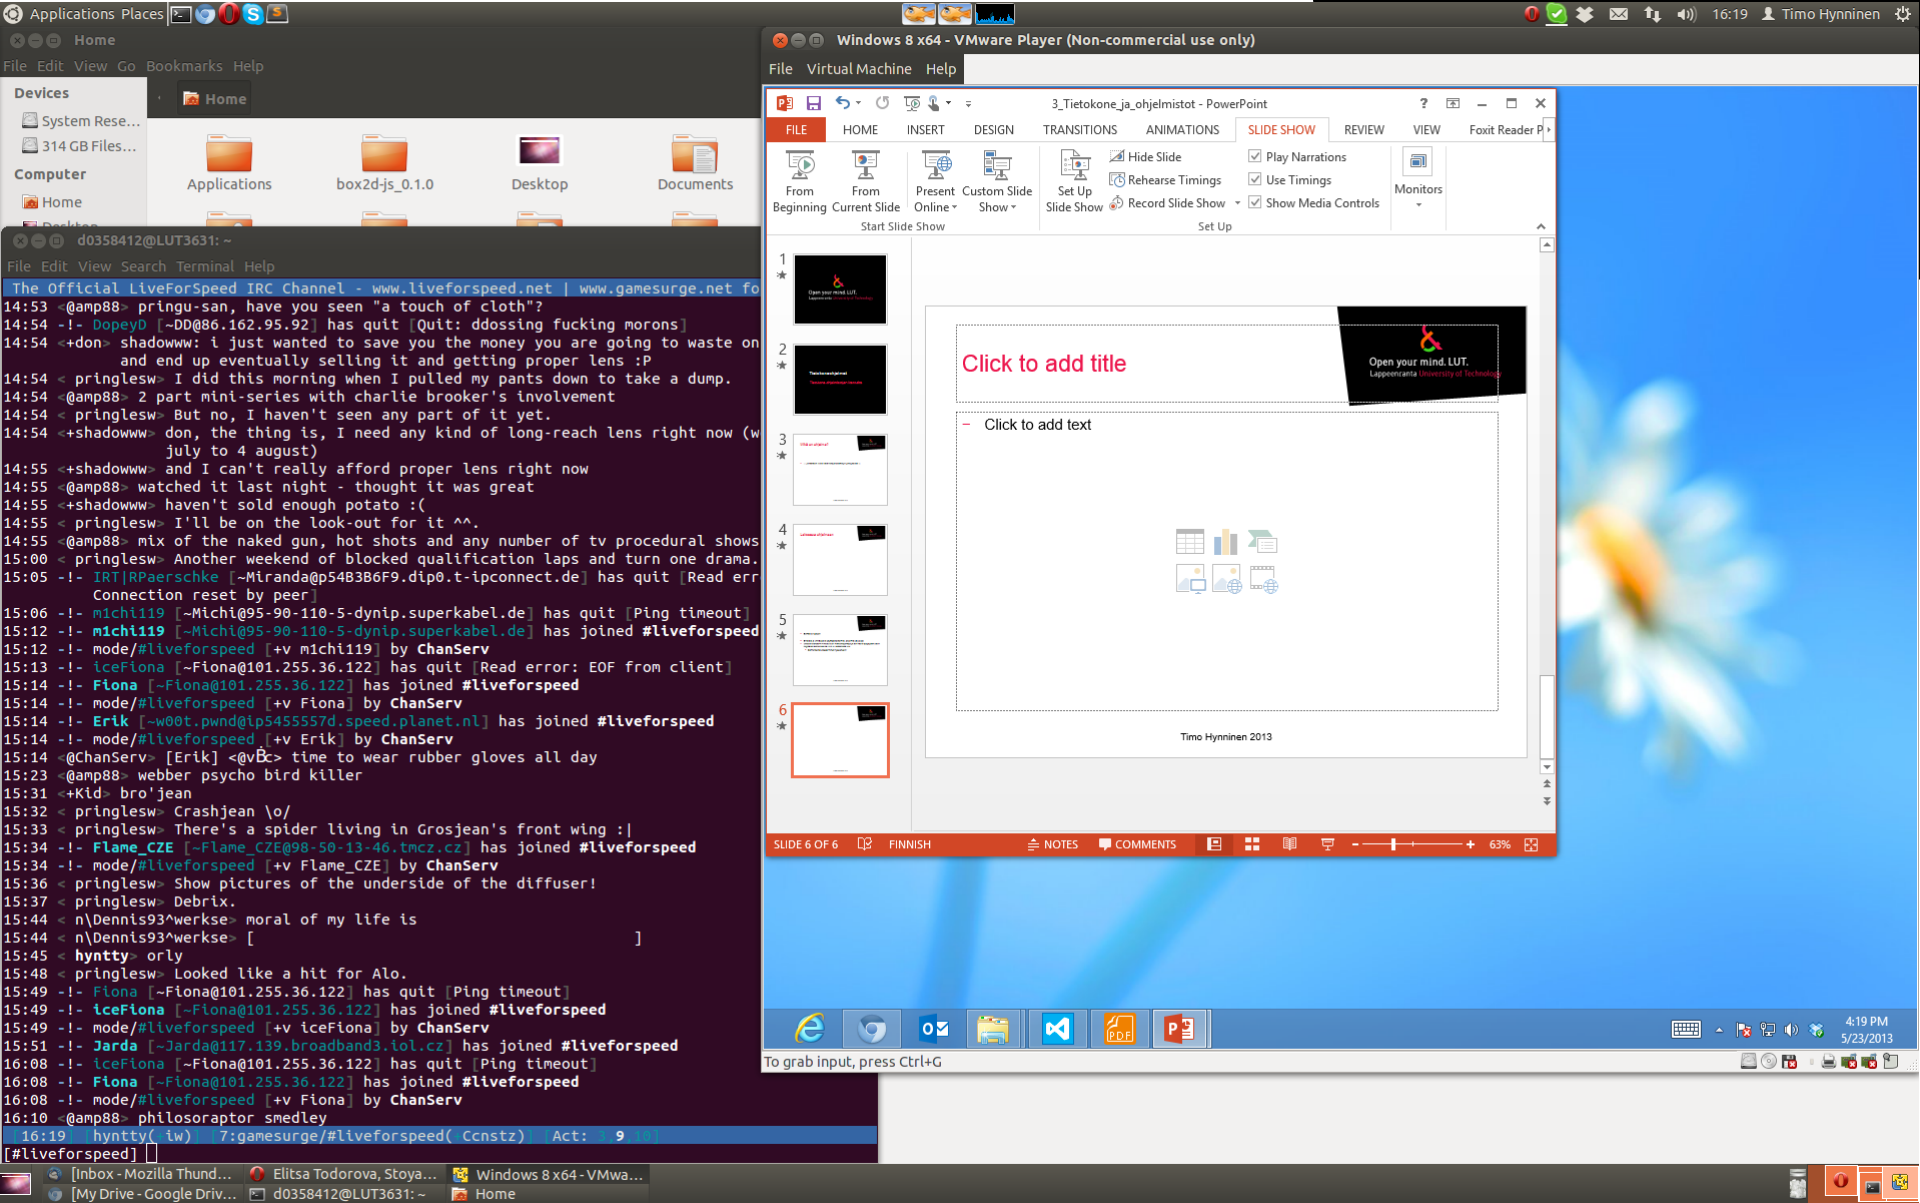 Applications Places
16:19 Timo Hynninen
Home
File Edit View Go Bookmarks Help
Devices
System Rese...
314 GB Files...
Computer
Home
Home
Applications
box2d-js_0.1.0
Desktop
Documents
d0358412@LUT3631: ~
File Edit View Search Terminal Help
The Official LiveForSpeed IRC Channel - www.liveforspeed.net | www.gamesurge.net fo
14:53 <@amp88> pringu-san, have you seen "a touch of cloth"?
14:54 -!- DopeyD [~DD@86.162.95.92] has quit [Quit: ddossing fucking morons]
14:54 <+don> shadowww: i just wanted to save you the money you are going to waste on
and end up eventually selling it and getting proper lens :P
14:54 < pringlesw> I did this morning when I pulled my pants down to take a dump.
14:54 <@amp88> 2 part mini-series with charlie brooker's involvement
14:54 < pringlesw> But no, I haven't seen any part of it yet.
14:54 <+shadowww> don, the thing is, I need any kind of long-reach lens right now (w
july to 4 august)
14:55 <+shadowww> and I can't really afford proper lens right now
14:55 <@amp88> watched it last night - thought it was great
14:55 <+shadowww> haven't sold enough potato :(
14:55 < pringlesw> I'll be on the look-out for it ^^.
14:55 <@amp88> mix of the naked gun, hot shots and any number of tv procedural shows
15:00 < pringlesw> Another weekend of blocked qualification laps and turn one drama.
15:05 -!- IRT|RPaerschke [~Miranda@p54B3B6F9.dip0.t-ipconnect.de] has quit [Read err
Connection reset by peer]
15:06 -!- m1chi119 [~Michi@95-90-110-5-dynip.superkabel.de] has quit [Ping timeout]
15:12 -!- m1chi119 [~Michi@95-90-110-5-dynip.superkabel.de] has joined #liveforspeed
15:12 -!- mode/#liveforspeed [+v m1chi119] by ChanServ
15:13 -!- iceFiona [~Fiona@101.255.36.122] has quit [Read error: EOF from client]
15:14 -!- Fiona [~Fiona@101.255.36.122] has joined #liveforspeed
15:14 -!- mode/#liveforspeed [+v Fiona] by ChanServ
15:14 -!- Erik [~w00t.pwnd@ip5455557d.speed.planet.nl] has joined #liveforspeed
15:14 -!- mode/#liveforspeed [+v Erik] by ChanServ
15:14 <@ChanServ> [Erik] <@vBc> time to wear rubber gloves all day
15:23 <@amp88> webber psycho bird killer
15:31 <+Kid> bro'jean
15:32 < pringlesw> Crashjean \o/
15:33 < pringlesw> There's a spider living in Grosjean's front wing :|
15:34 -!- Flame_CZE [~Flame_CZE@98-50-13-46.tmcz.cz] has joined #liveforspeed
15:34 -!- mode/#liveforspeed [+v Flame_CZE] by ChanServ
15:36 < pringlesw> Show pictures of the underside of the diffuser!
15:37 < pringlesw> Debrix.
15:44 < n\Dennis93^werkse> moral of my life is
15:44 < n\Dennis93^werkse> [ ]
15:45 < hyntty> orly
15:48 < pringlesw> Looked like a hit for Alo.
15:49 -!- Fiona [~Fiona@101.255.36.122] has quit [Ping timeout]
15:49 -!- iceFiona [~Fiona@101.255.36.122] has joined #liveforspeed
15:49 -!- mode/#liveforspeed [+v iceFiona] by ChanServ
15:51 -!- Jarda [~Jarda@117.139.broadband3.iol.cz] has joined #liveforspeed
16:08 -!- iceFiona [~Fiona@101.255.36.122] has quit [Ping timeout]
16:08 -!- Fiona [~Fiona@101.255.36.122] has joined #liveforspeed
16:08 -!- mode/#liveforspeed [+v Fiona] by ChanServ
16:10 <@amp88> philosoraptor smedley
[16:19] [hyntty(+iw)] [7:gamesurge/#liveforspeed(+Ccnstz)] [Act: 3,9,10]
[#liveforspeed]
Windows 8 x64 - VMware Player (Non-commercial use only)
File Virtual Machine Help
3_Tietokone_ja_ohjelmistot - PowerPoint
FILE HOME INSERT DESIGN TRANSITIONS ANIMATIONS SLIDE SHOW REVIEW VIEW Foxit Reader P
From Beginning
From Current Slide
Present Online
Custom Slide Show
Start Slide Show
Set Up Slide Show
Hide Slide
Rehearse Timings
Record Slide Show
Play Narrations
Use Timings
Show Media Controls
Set Up
Monitors
1
Open your mind. LUT.
2
3
4
5
6
Click to add title
Open your mind. LUT.
Lappeenranta University of Technology
– Click to add text
Timo Hynninen 2013
SLIDE 6 OF 6 FINNISH NOTES COMMENTS 63%
PDF
4:19 PM
5/23/2013
To grab input, press Ctrl+G
[Inbox - Mozilla Thund...
Elitsa Todorova, Stoya...
Windows 8 x64 - VMwa...
[My Drive - Google Driv...
d0358412@LUT3631: ~
Home